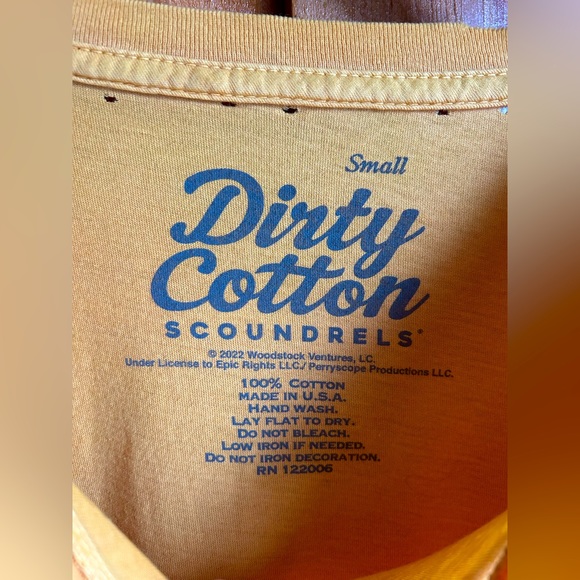 Small
Dirty
Cotton
SCOUNDRELS®
© 2022 Woodstock Ventures, LC.
Under License to Epic Rights LLC./ Perryscope Productions LLC.
100% COTTON
MADE IN U.S.A.
HAND WASH.
LAY FLAT TO DRY.
DO NOT BLEACH.
LOW IRON IF NEEDED.
DO NOT IRON DECORATION.
RN 122006